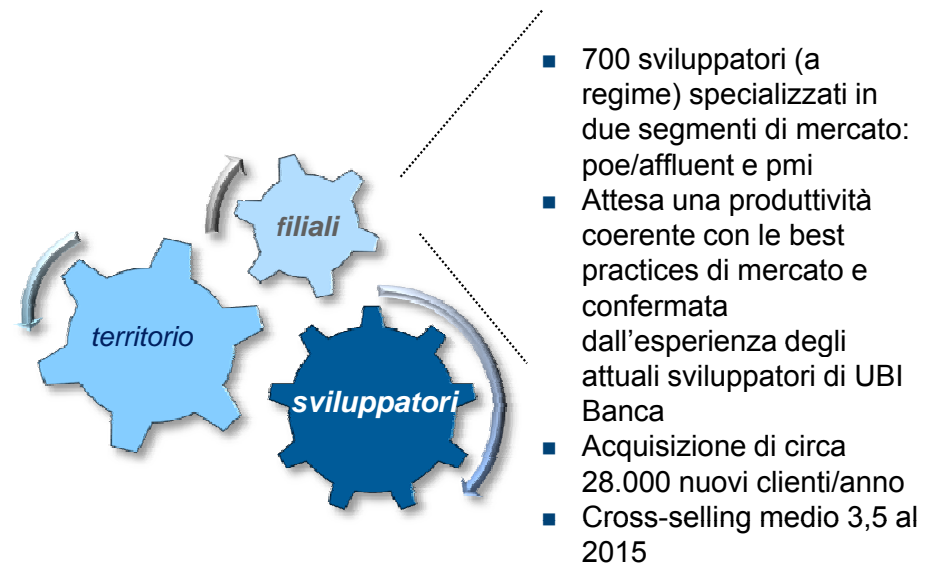 filiali
territorio
sviluppatori
■ 700 sviluppatori (a
regime) specializzati in
due segmenti di mercato:
poe/affluent e pmi
■ Attesa una produttività
coerente con le best
practices di mercato e
confermata
dall’esperienza degli
attuali sviluppatori di UBI
Banca
■ Acquisizione di circa
28.000 nuovi clienti/anno
■ Cross-selling medio 3,5 al
2015